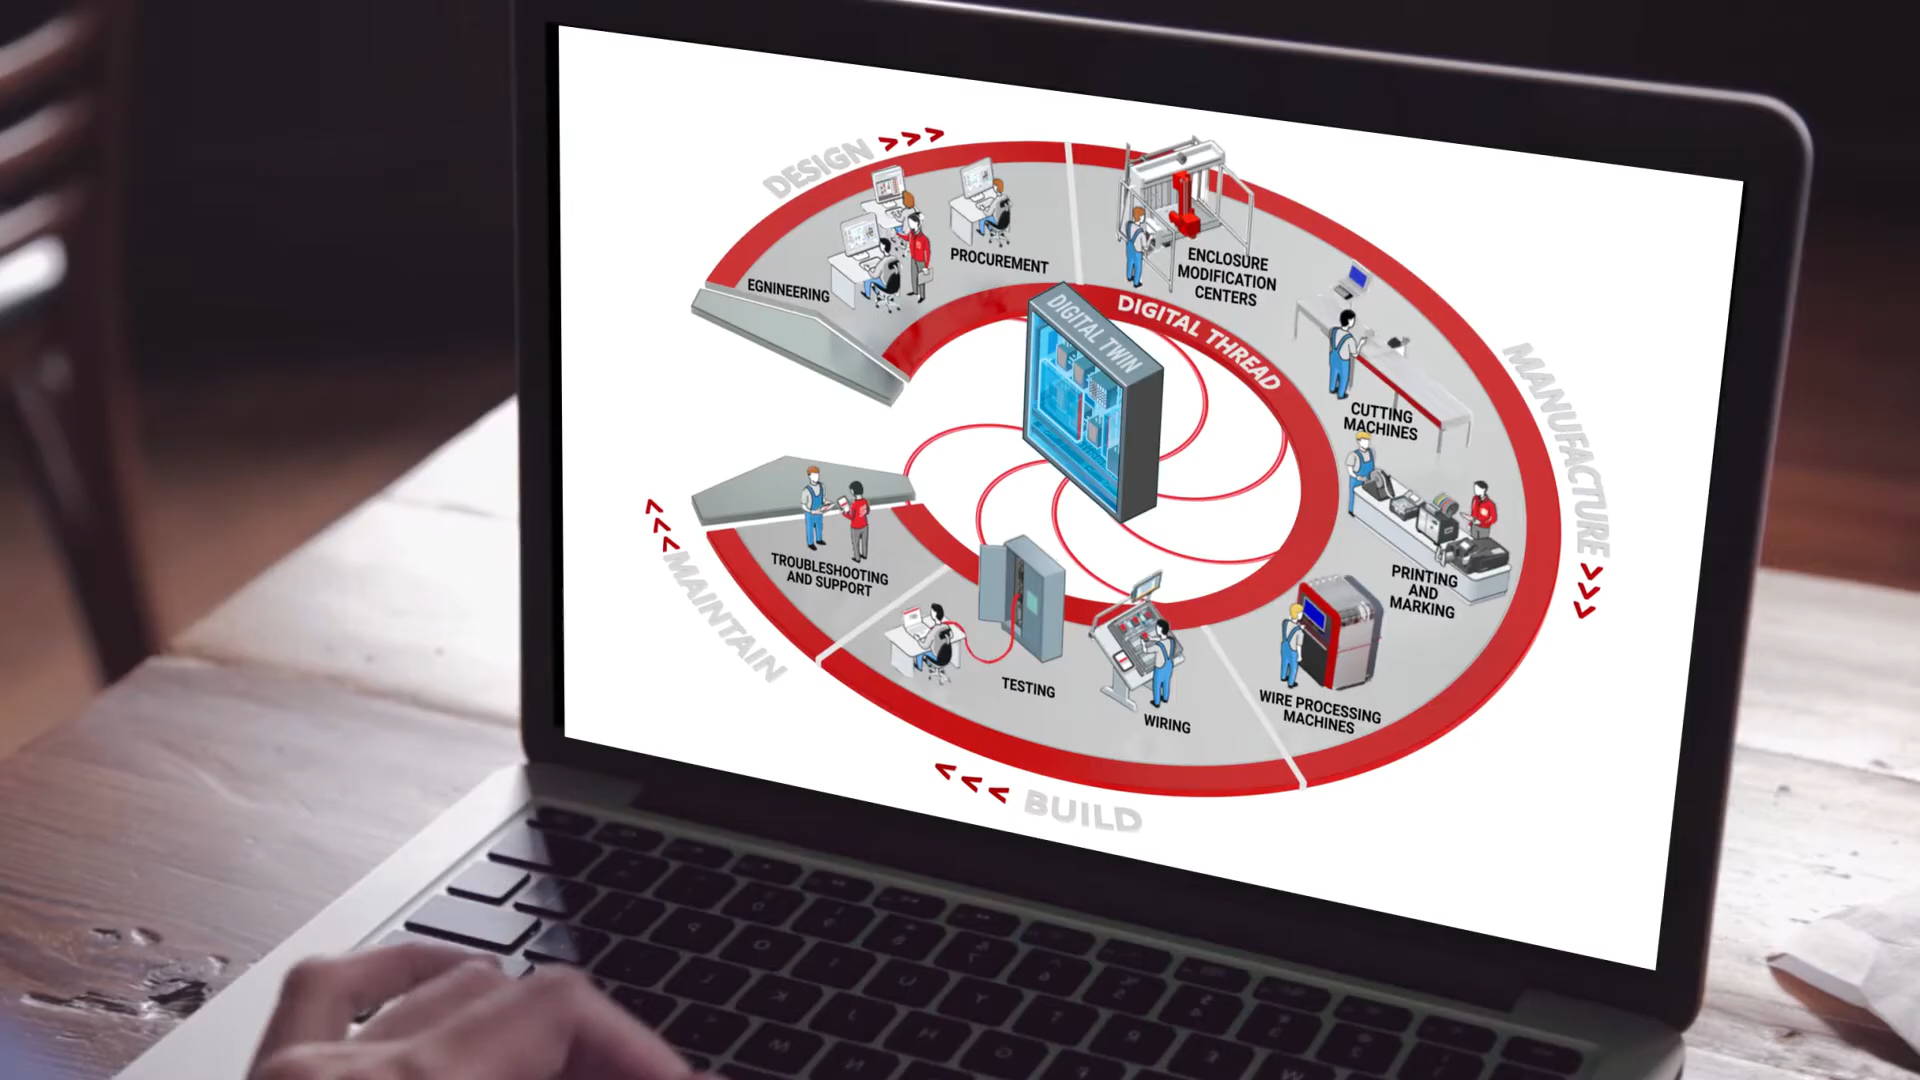 DESIGN >>>
EGNINEERING
PROCUREMENT
ENCLOSURE
MODIFICATION
CENTERS
DIGITAL THREAD
DIGITAL TWIN
CUTTING
MACHINES
MANUFACTURE >>>
PRINTING
AND
MARKING
WIRE PROCESSING
MACHINES
WIRING
TESTING
<<< BUILD
TROUBLESHOOTING
AND SUPPORT
<<< MAINTAIN